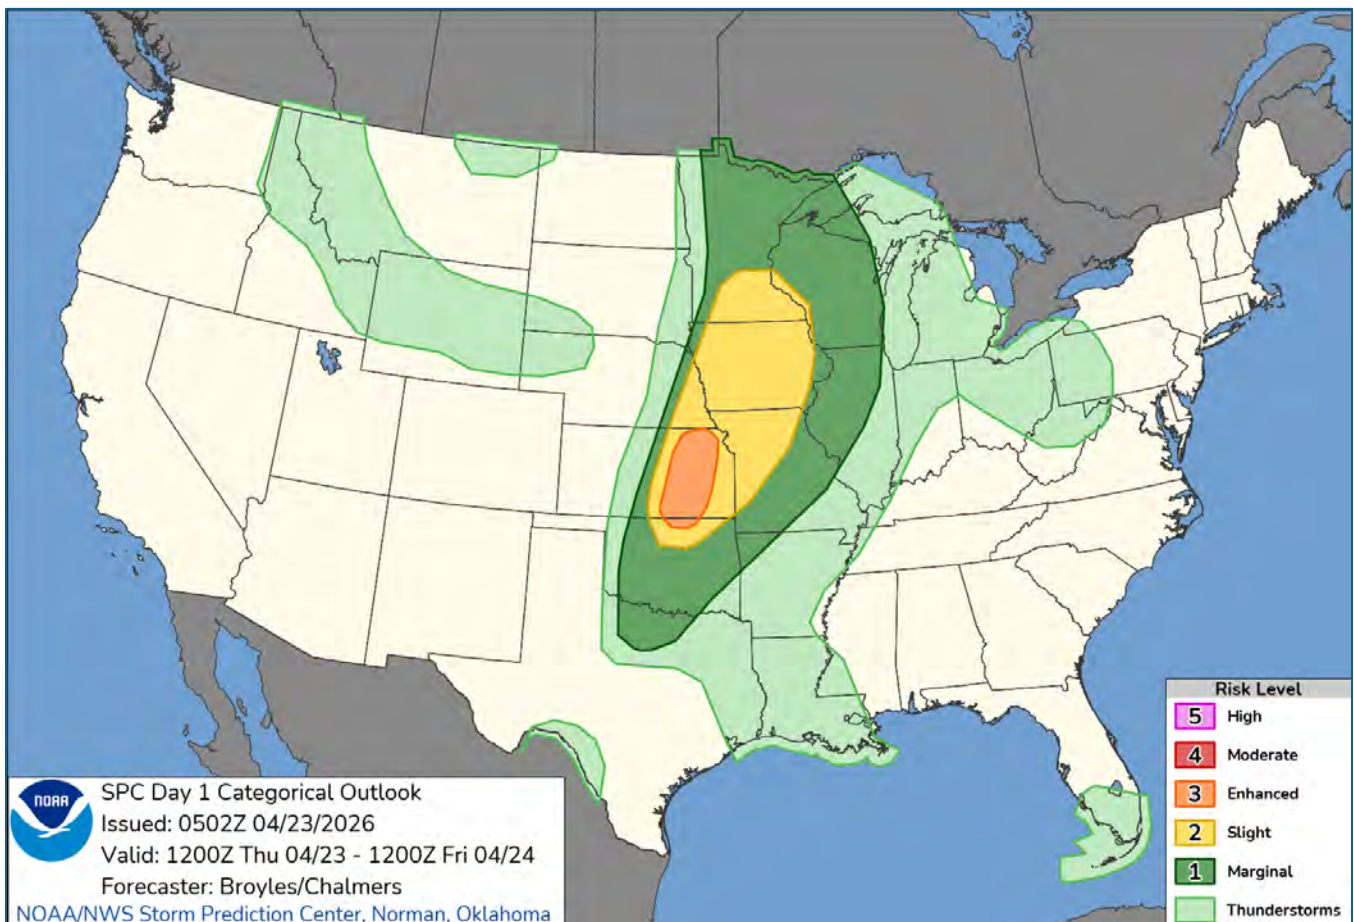 Risk Level
5 High
4 Moderate
3 Enhanced
2 Slight
1 Marginal
Thunderstorms
NOAA
SPC Day 1 Categorical Outlook
Issued: 0502Z 04/23/2026
Valid: 1200Z Thu 04/23 - 1200Z Fri 04/24
Forecaster: Broyles/Chalmers
NOAA/NWS Storm Prediction Center, Norman, Oklahoma